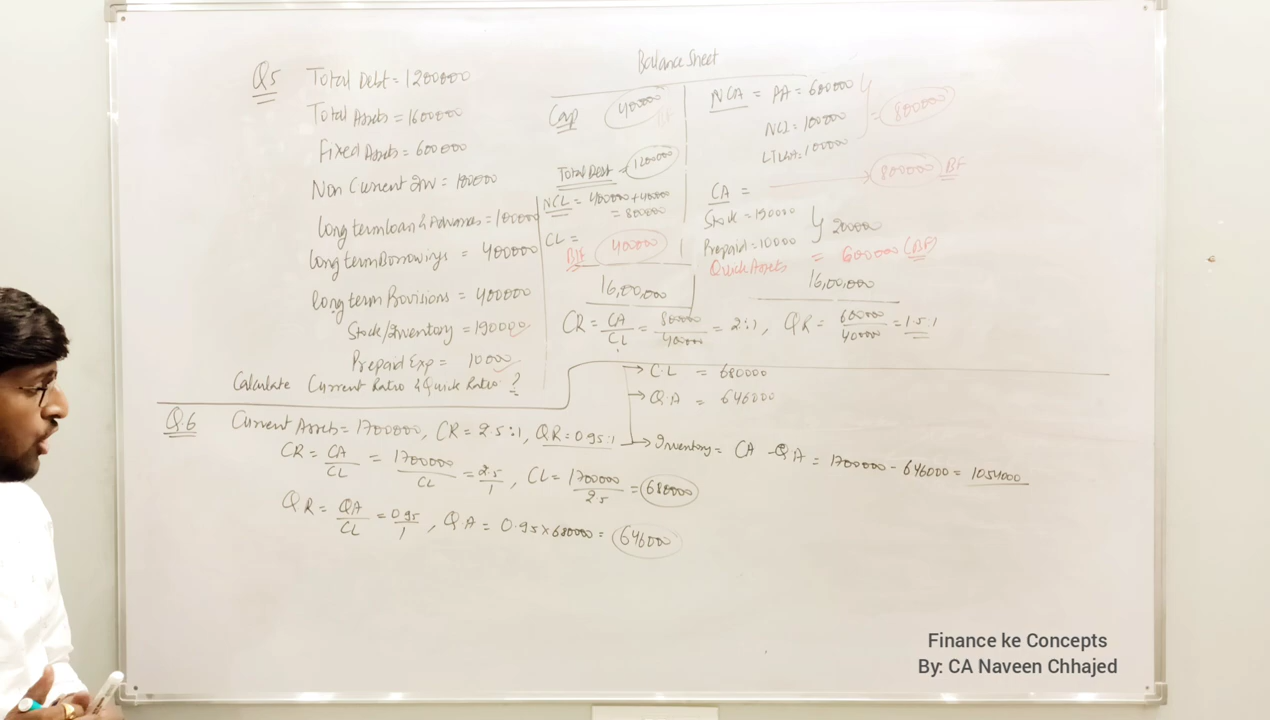 Balance Sheet
Q5 Total Debt = 1200000
Total Assets = 1600000
Fixed Assets = 600000
Non Current Inv = 100000
Long term loan & Advances = 100000
Long term Borrowings = 400000
Long term Provisions = 400000
Stock/Inventory = 190000
Prepaid Exp = 10000
Calculate Current Ratio & Quick Ratio ?
Cap 400000
BF
Total Debt = 1200000
NCL = 400000 + 400000
= 800000
CL =
BF 400000
16,00,000
NCA = FA = 600000
NCI = 100000
LTL&A = 100000
= 800000
CA = 800000 BF
Stock = 190000
Prepaid = 10000
200000
Quick Assets = 600000 (BF)
16,00,000
CR = CA/CL = 800000/400000 = 2:1, QR = 600000/400000 = 1.5:1
Q.6 Current Assets = 1700000, CR = 2.5:1, QR = 0.95:1
→ C.L = 680000
→ Q.A = 646000
→ Inventory = CA - QA = 1700000 - 646000 = 1054000
CR = CA/CL = 1700000/CL = 2.5/1, CL = 1700000/2.5 = 680000
QR = QA/CL = 0.95/1, QA = 0.95 × 680000 = 646000
Finance ke Concepts
By: CA Naveen Chhajed